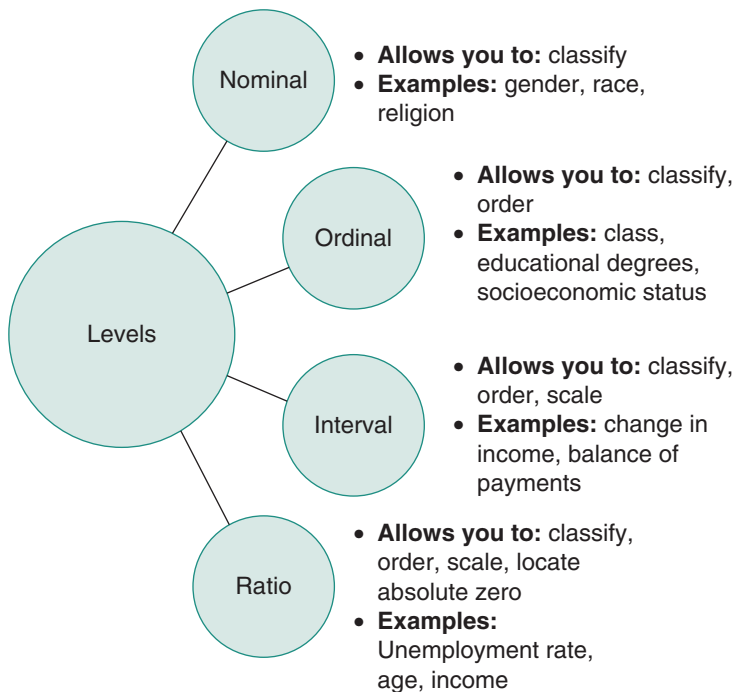 Nominal
• Allows you to: classify
• Examples: gender, race,
religion
Ordinal
• Allows you to: classify,
order
• Examples: class,
educational degrees,
socioeconomic status
Levels
Interval
• Allows you to: classify,
order, scale
• Examples: change in
income, balance of
payments
Ratio
• Allows you to: classify,
order, scale, locate
absolute zero
• Examples:
Unemployment rate,
age, income